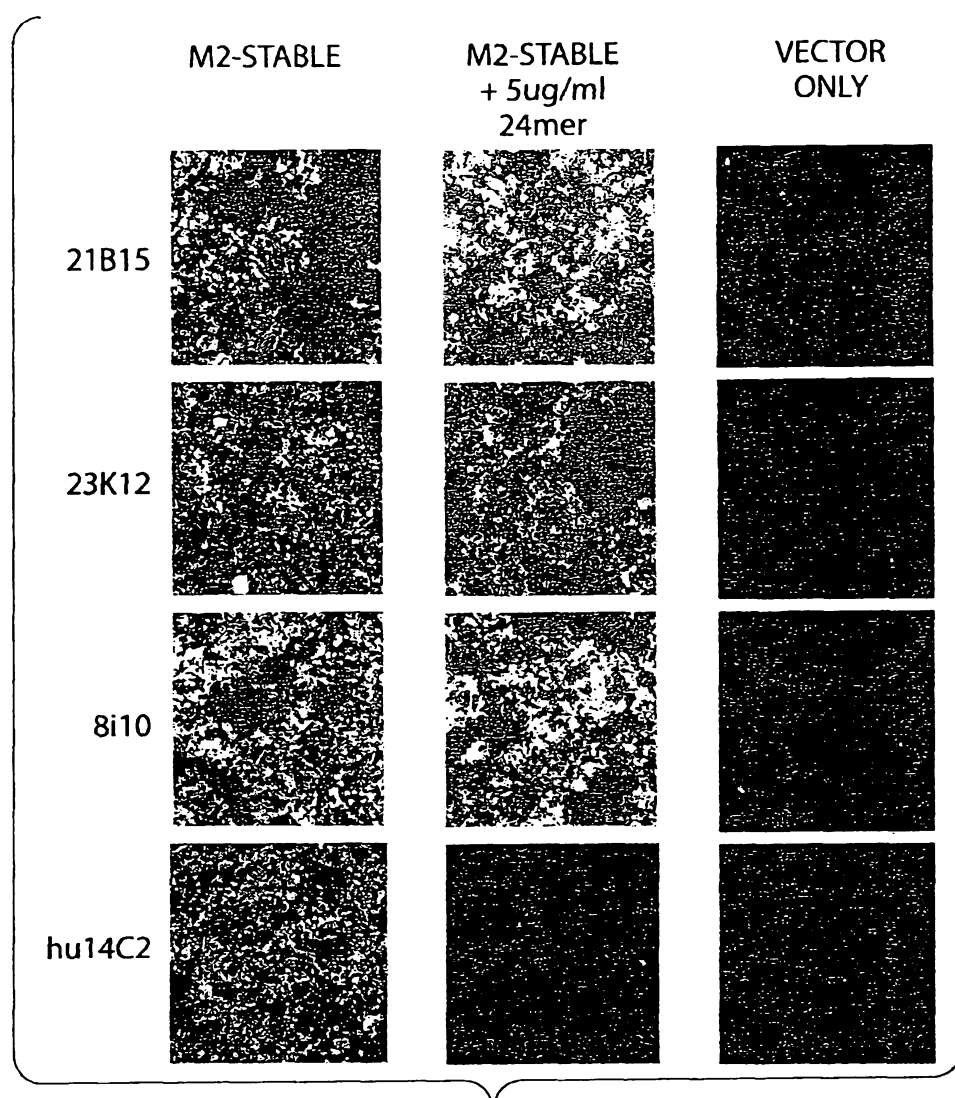 M2-STABLE
M2-STABLE
+ 5ug/ml
24mer
VECTOR
ONLY
21B15
23K12
8i10
hu14C2